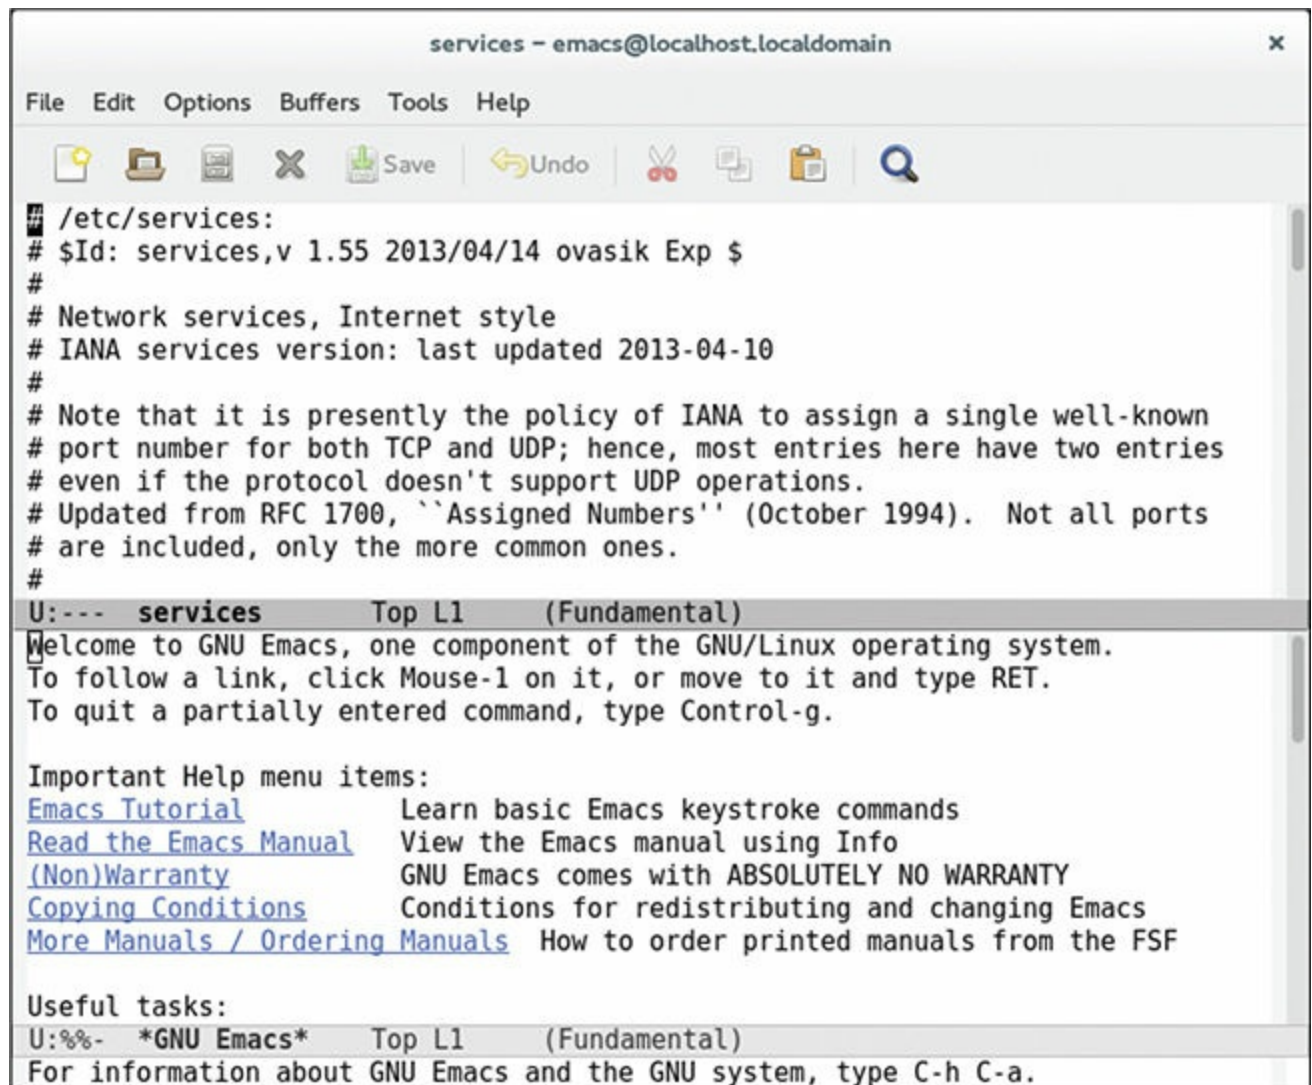 services – emacs@localhost.localdomain ×
File Edit Options Buffers Tools Help
Save Undo
# /etc/services:
# $Id: services,v 1.55 2013/04/14 ovasik Exp $
#
# Network services, Internet style
# IANA services version: last updated 2013-04-10
#
# Note that it is presently the policy of IANA to assign a single well-known
# port number for both TCP and UDP; hence, most entries here have two entries
# even if the protocol doesn't support UDP operations.
# Updated from RFC 1700, ``Assigned Numbers'' (October 1994).  Not all ports
# are included, only the more common ones.
#
U:---  services       Top L1     (Fundamental)
Welcome to GNU Emacs, one component of the GNU/Linux operating system.
To follow a link, click Mouse-1 on it, or move to it and type RET.
To quit a partially entered command, type Control-g.
Important Help menu items:
Emacs Tutorial          Learn basic Emacs keystroke commands
Read the Emacs Manual   View the Emacs manual using Info
(Non)Warranty           GNU Emacs comes with ABSOLUTELY NO WARRANTY
Copying Conditions      Conditions for redistributing and changing Emacs
More Manuals / Ordering Manuals  How to order printed manuals from the FSF
Useful tasks:
U:%%-  *GNU Emacs*    Top L1     (Fundamental)
For information about GNU Emacs and the GNU system, type C-h C-a.